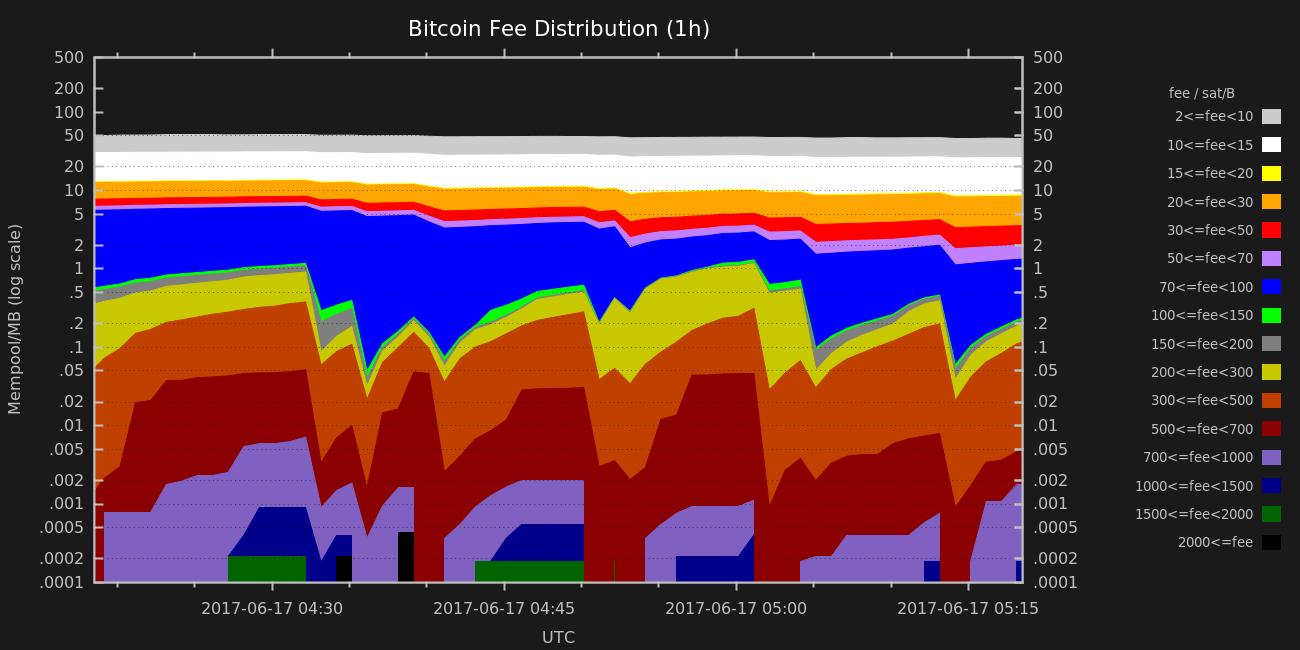 Bitcoin Fee Distribution (1h)
500 500
200 200
100 100
50 50
20 20
10 10
5 5
2 2
1 1
.5 .5
.2 .2
.1 .1
.05 .05
.02 .02
.01 .01
.005 .005
.002 .002
.001 .001
.0005 .0005
.0002 .0002
.0001 .0001
Mempool/MB (log scale)
2017-06-17 04:30 2017-06-17 04:45 2017-06-17 05:00 2017-06-17 05:15
UTC
fee / sat/B
2<=fee<10
10<=fee<15
15<=fee<20
20<=fee<30
30<=fee<50
50<=fee<70
70<=fee<100
100<=fee<150
150<=fee<200
200<=fee<300
300<=fee<500
500<=fee<700
700<=fee<1000
1000<=fee<1500
1500<=fee<2000
2000<=fee